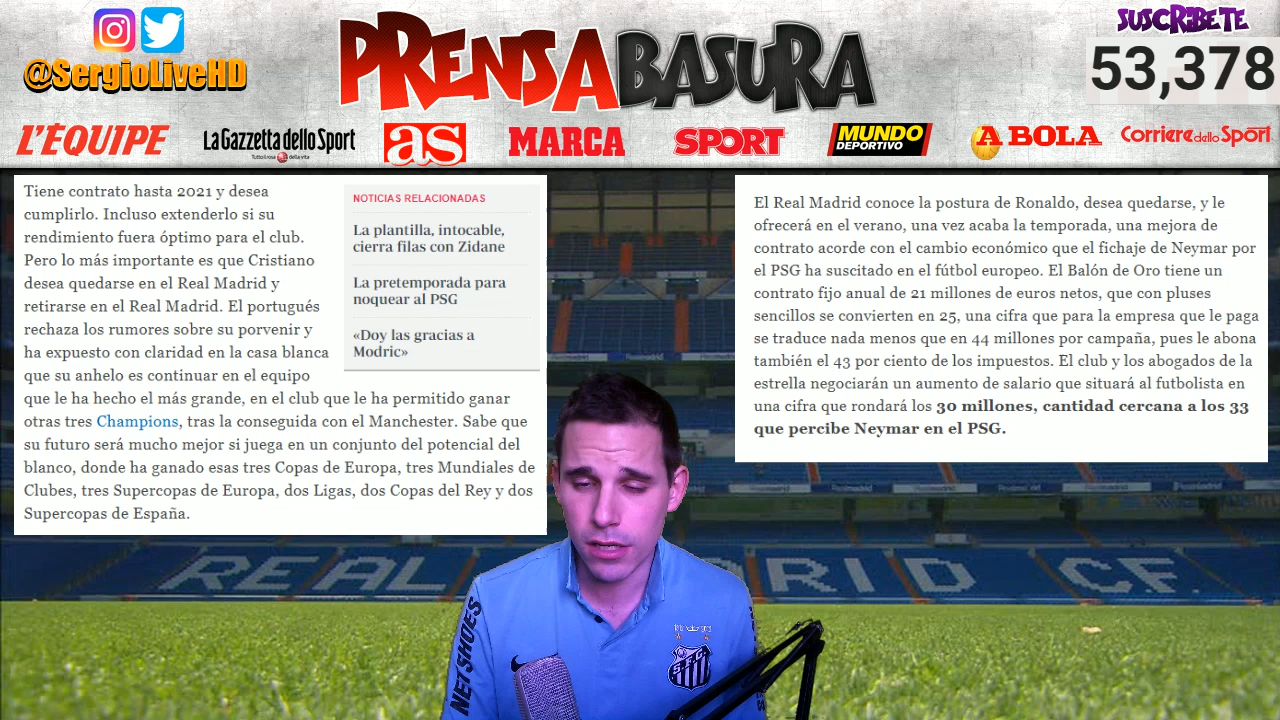 @SergioLiveHD
PRENSA BASURA
SUSCRIBETE
53,378
L'ÉQUIPE
La Gazzetta dello Sport
Tutto il rosa della vita
as
MARCA
SPORT
MUNDO
DEPORTIVO
A BOLA
Corriere dello Sport
Tiene contrato hasta 2021 y desea
cumplirlo. Incluso extenderlo si su
rendimiento fuera óptimo para el club.
Pero lo más importante es que Cristiano
desea quedarse en el Real Madrid y
retirarse en el Real Madrid. El portugués
rechaza los rumores sobre su porvenir y
ha expuesto con claridad en la casa blanca
que su anhelo es continuar en el equipo
que le ha hecho el más grande, en el club que le ha permitido ganar
otras tres Champions, tras la conseguida con el Manchester. Sabe que
su futuro será mucho mejor si juega en un conjunto del potencial del
blanco, donde ha ganado esas tres Copas de Europa, tres Mundiales de
Clubes, tres Supercopas de Europa, dos Ligas, dos Copas del Rey y dos
Supercopas de España.
NOTICIAS RELACIONADAS
La plantilla, intocable,
cierra filas con Zidane
La pretemporada para
noquear al PSG
«Doy las gracias a
Modric»
El Real Madrid conoce la postura de Ronaldo, desea quedarse, y le
ofrecerá en el verano, una vez acaba la temporada, una mejora de
contrato acorde con el cambio económico que el fichaje de Neymar por
el PSG ha suscitado en el fútbol europeo. El Balón de Oro tiene un
contrato fijo anual de 21 millones de euros netos, que con pluses
sencillos se convierten en 25, una cifra que para la empresa que le paga
se traduce nada menos que en 44 millones por campaña, pues le abona
también el 43 por ciento de los impuestos. El club y los abogados de la
estrella negociarán un aumento de salario que situará al futbolista en
una cifra que rondará los 30 millones, cantidad cercana a los 33
que percibe Neymar en el PSG.
REAL DRID C.F.
NETSHOES
S.F.C.